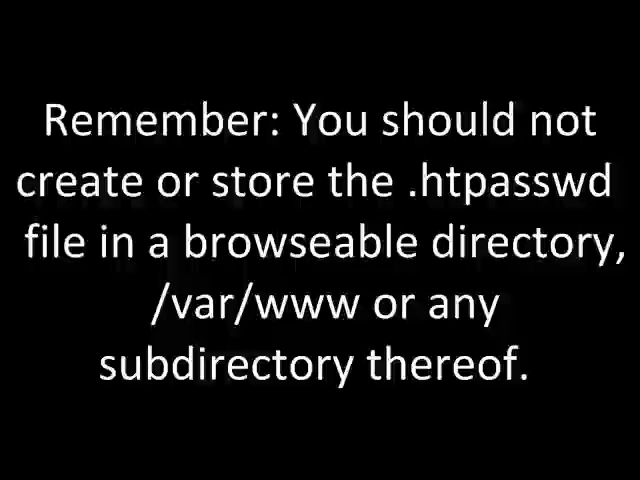 Remember: You should not
create or store the .htpasswd
file in a browseable directory,
/var/www or any
subdirectory thereof.